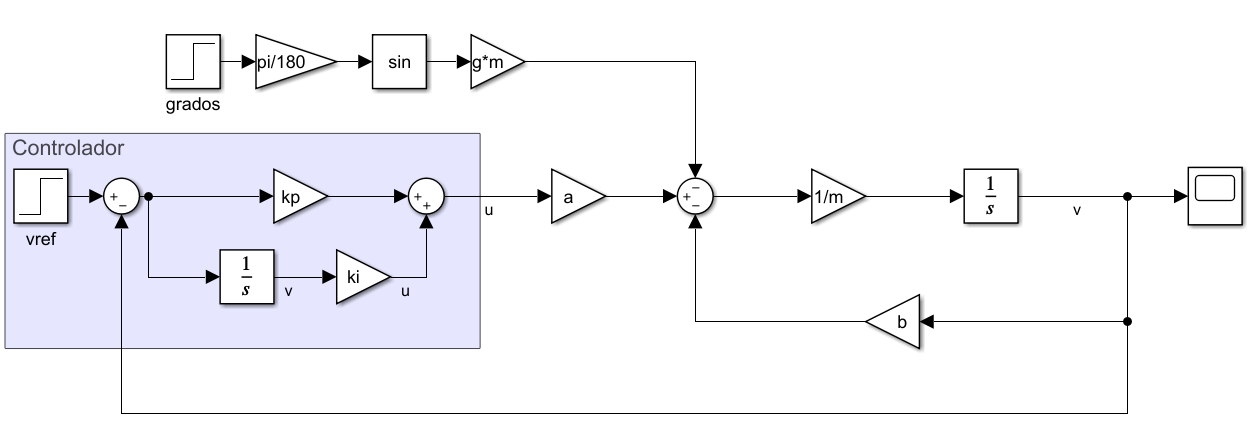 pi/180
sin
g*m
grados
Controlador
+
−
kp
+
+
u
a
−
+
−
1/m
1
s
v
vref
1
s
v
ki
u
b